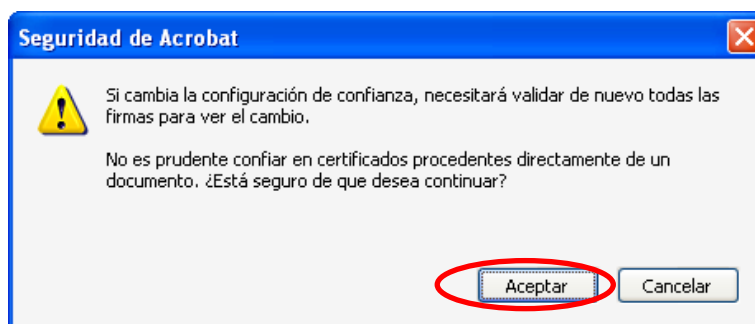 Seguridad de Acrobat
Si cambia la configuración de confianza, necesitará validar de nuevo todas las
firmas para ver el cambio.
No es prudente confiar en certificados procedentes directamente de un
documento. ¿Está seguro de que desea continuar?
Aceptar Cancelar